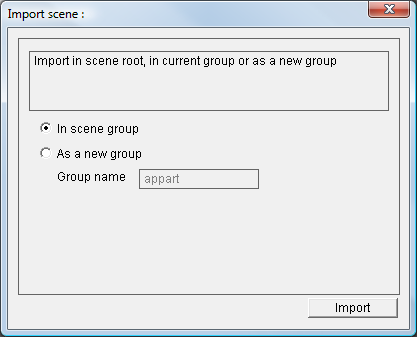 Import scene :
Import in scene root, in current group or as a new group
In scene group
As a new group
Group name appart
Import